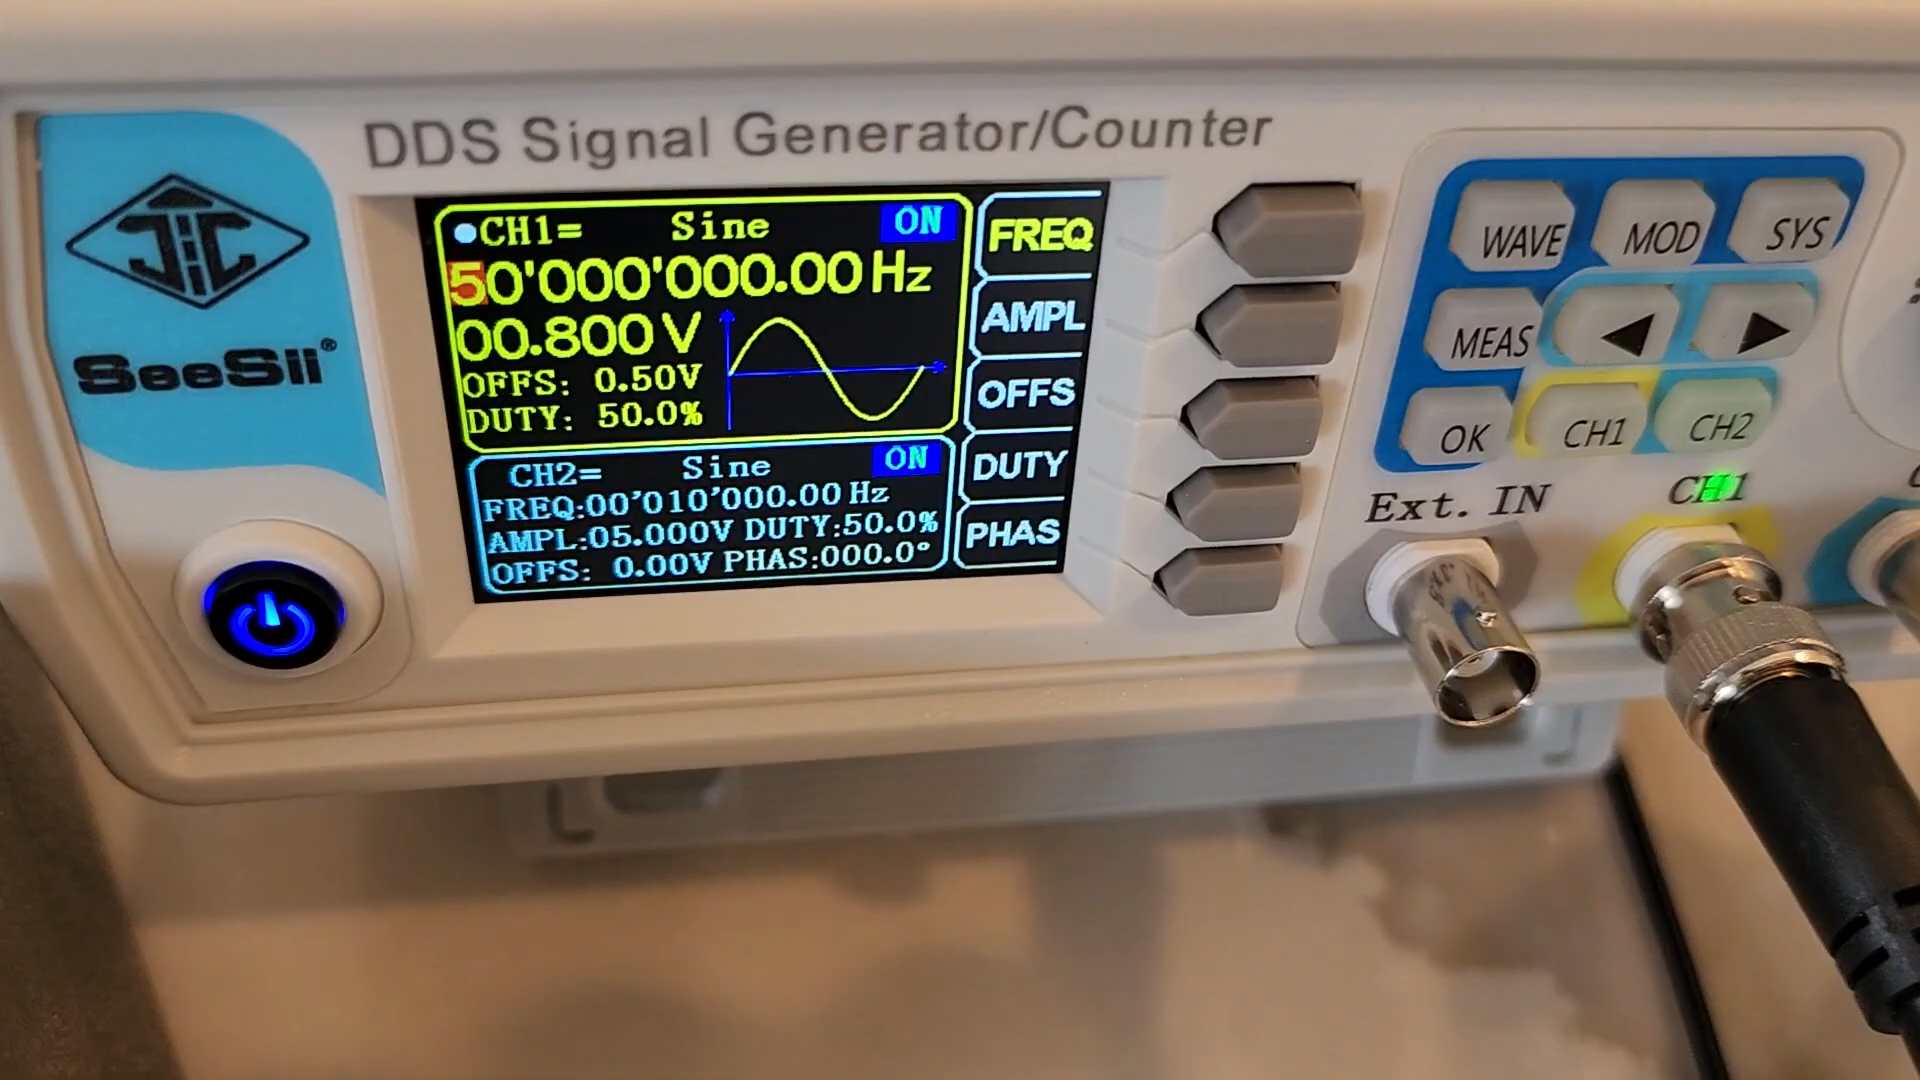 DDS Signal Generator/Counter
JHC
SeeSii®
CH1= Sine ON
50'000'000.00 Hz
00.800 V
OFFS: 0.50V
DUTY: 50.0%
CH2= Sine ON
FREQ:00'010'000.00 Hz
AMPL:05.000V DUTY:50.0%
OFFS: 0.00V PHAS:000.0°
FREQ
AMPL
OFFS
DUTY
PHAS
WAVE MOD SYS
MEAS
OK CH1 CH2
Ext. IN CH1